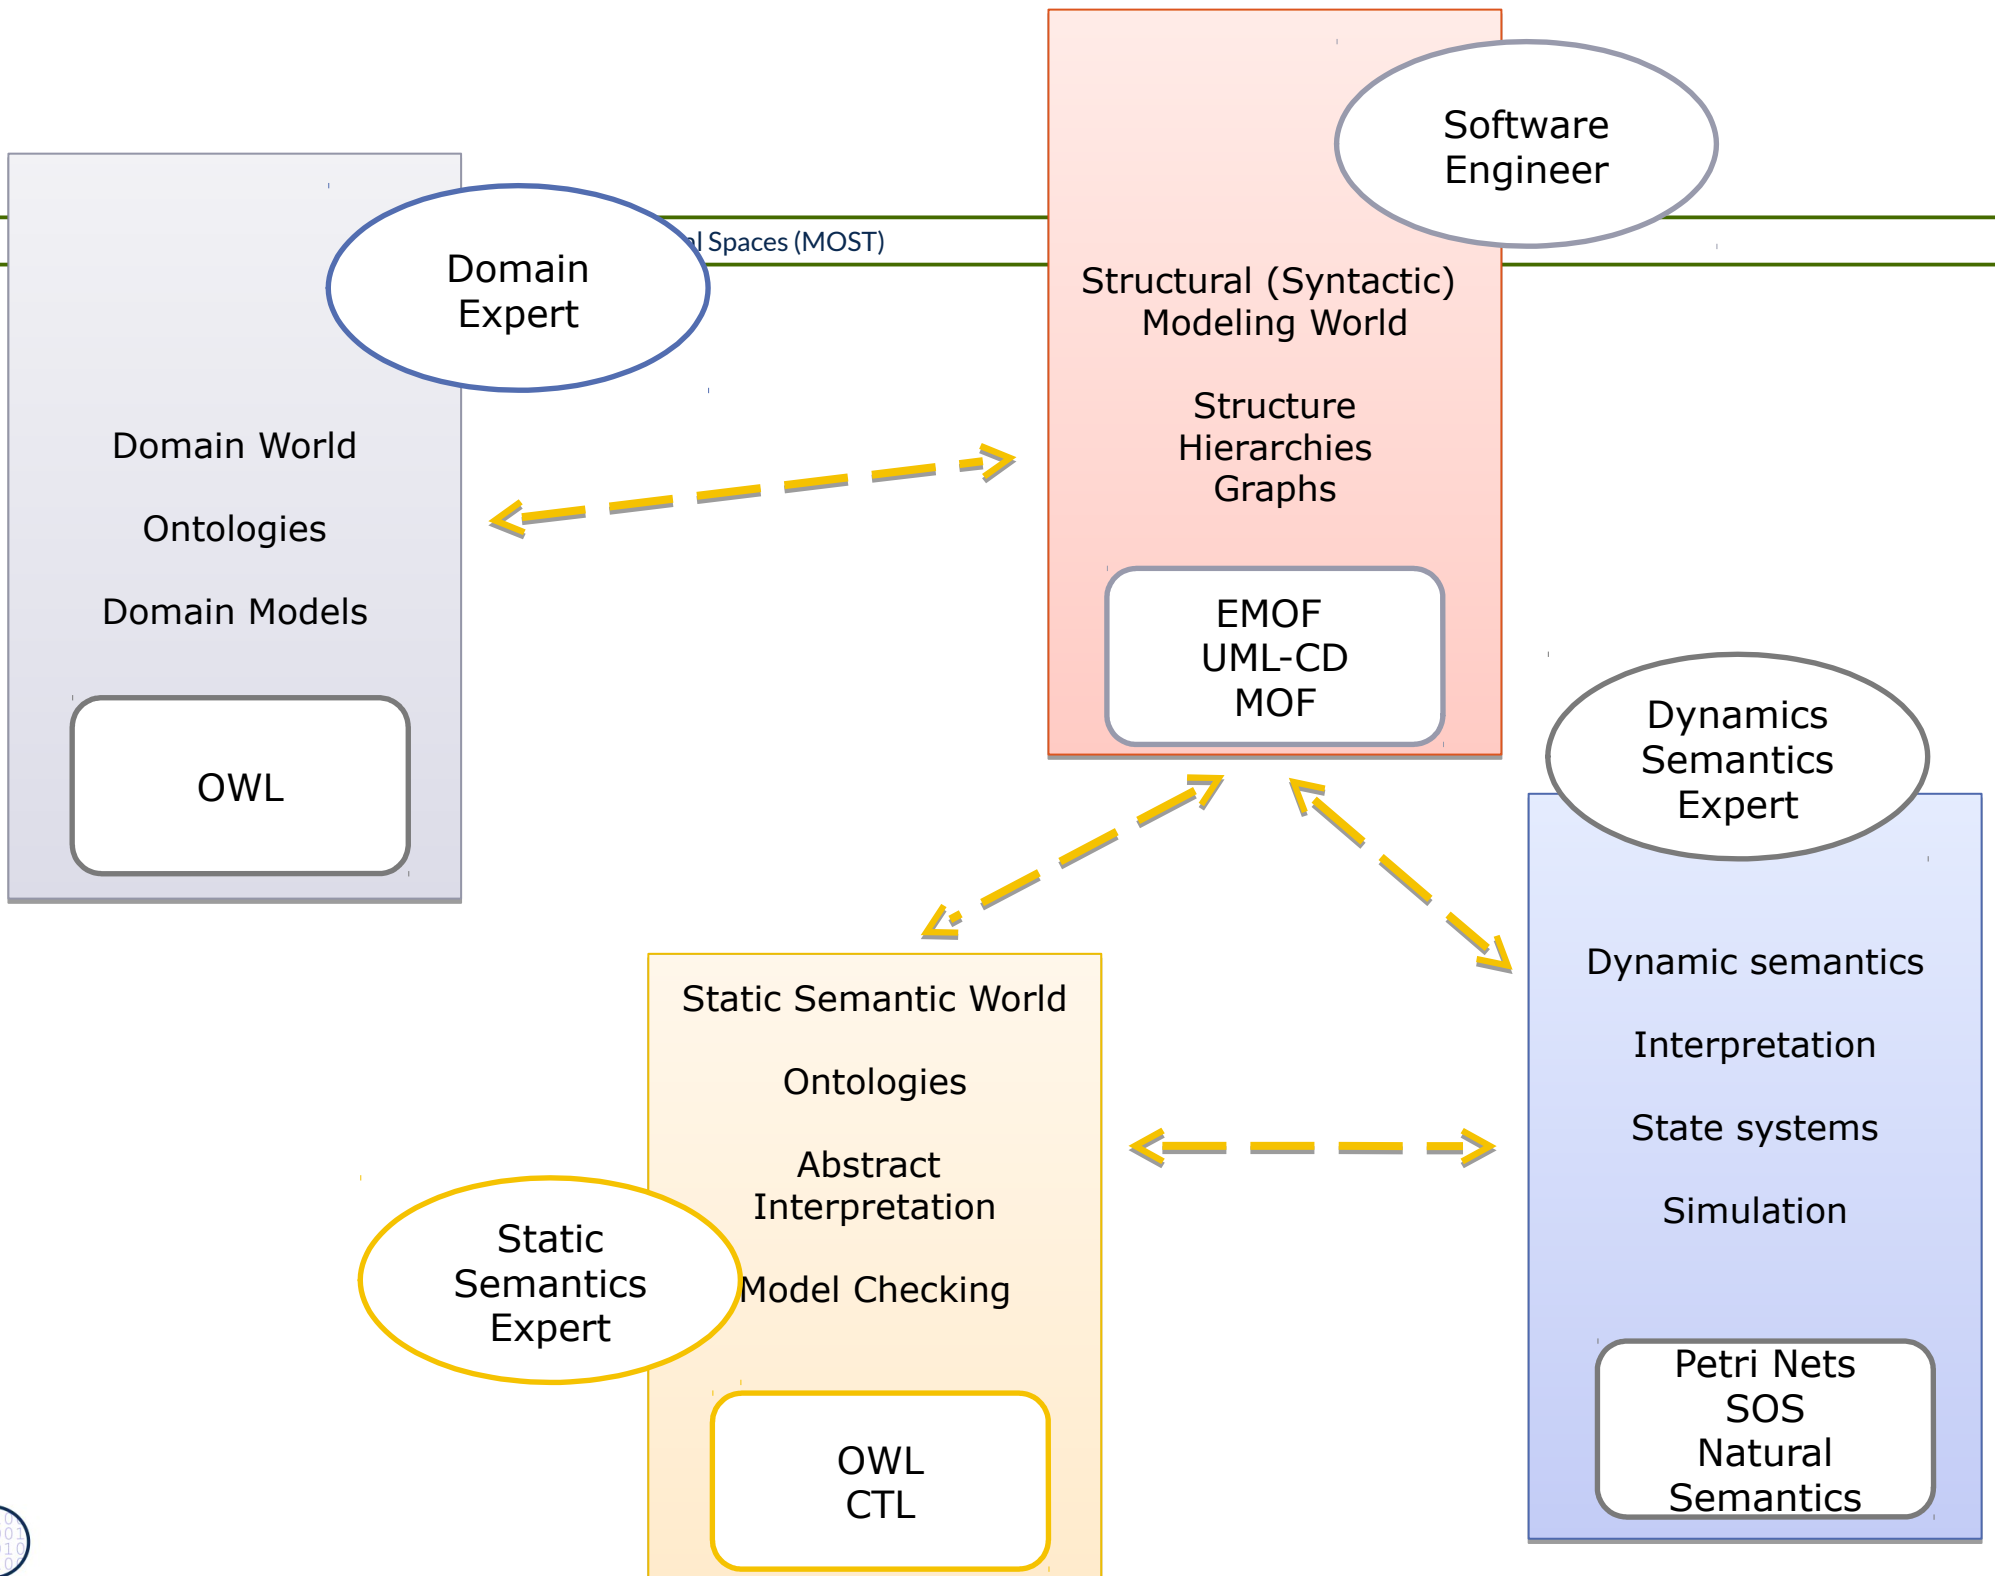 Software
Engineer
al Spaces (MOST)
Domain
Expert
Structural (Syntactic)
Modeling World
Structure
Hierarchies
Graphs
EMOF
UML-CD
MOF
Domain World
Ontologies
Domain Models
OWL
Dynamics
Semantics
Expert
Dynamic semantics
Interpretation
State systems
Simulation
Petri Nets
SOS
Natural
Semantics
Static Semantic World
Ontologies
Abstract
Interpretation
Model Checking
Static
Semantics
Expert
OWL
CTL